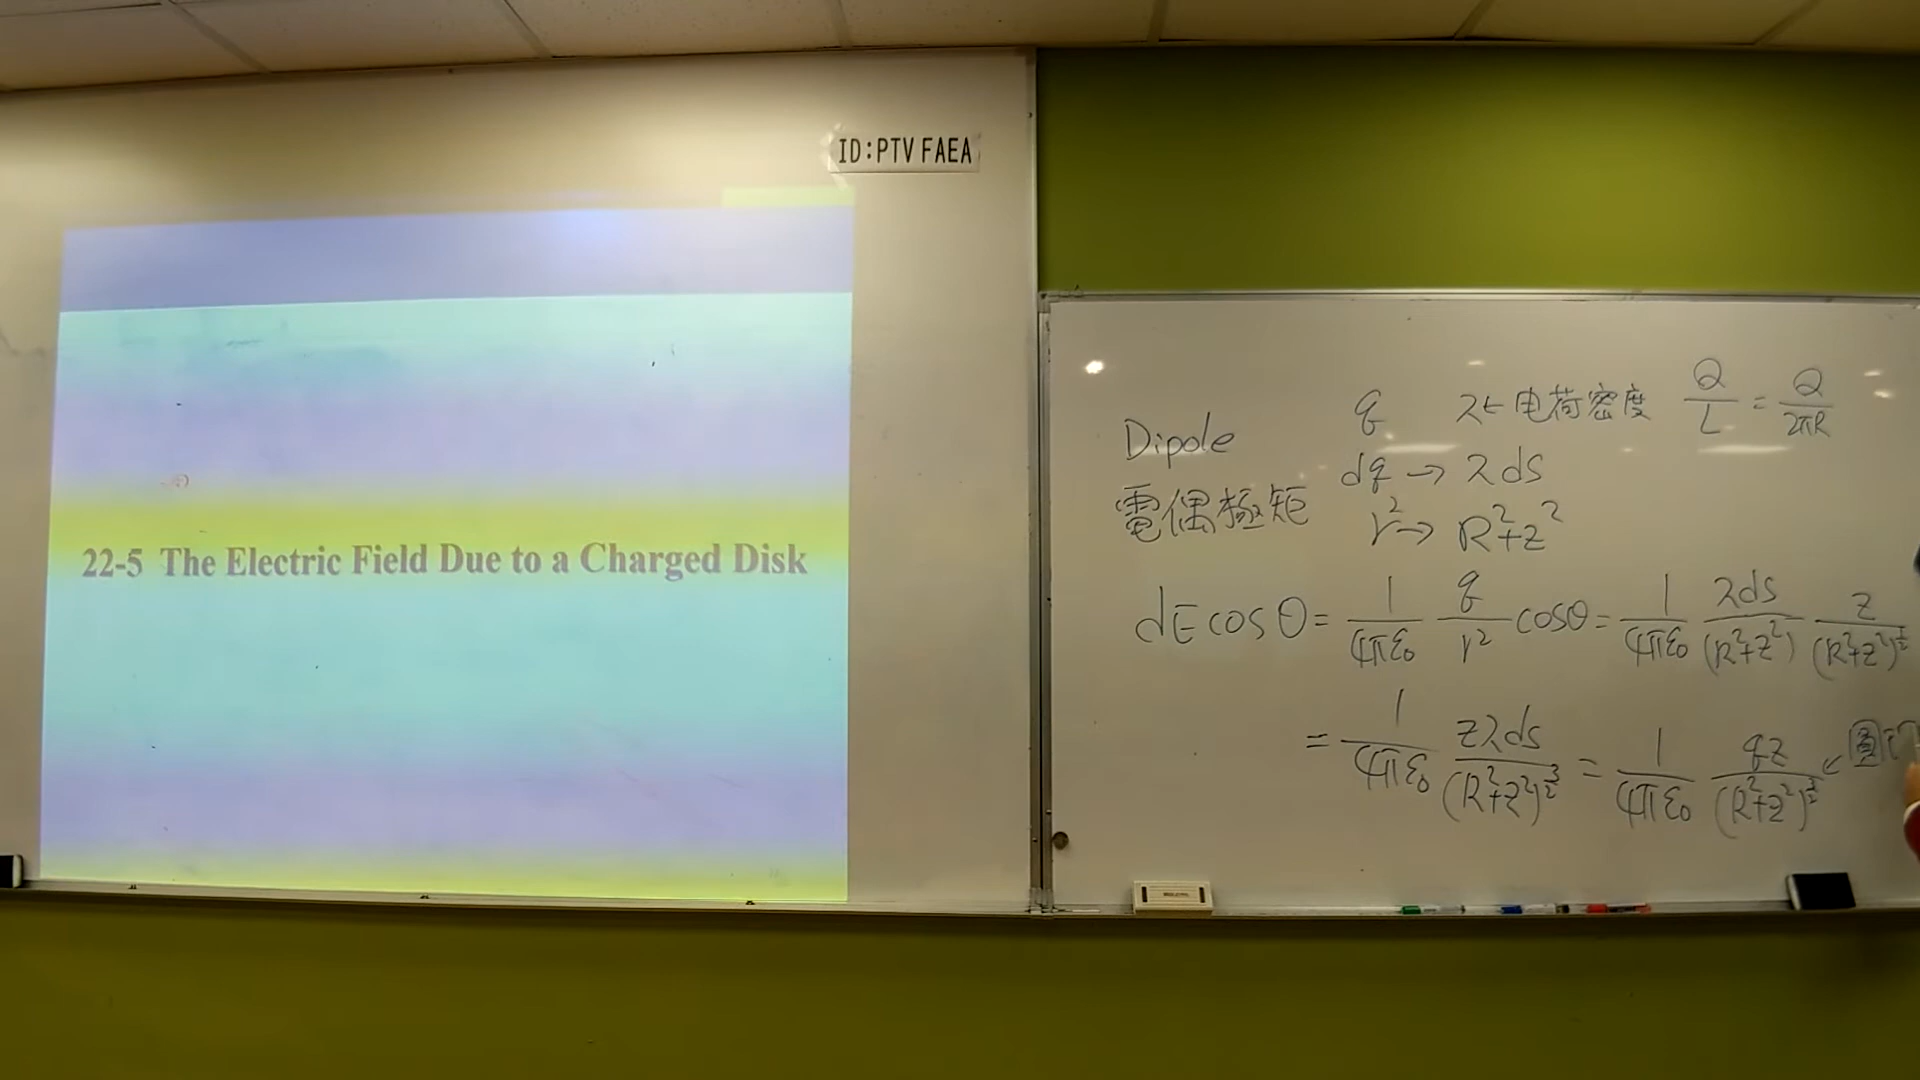 ID:PTV FAEA
22-5 The Electric Field Due to a Charged Disk
Dipole
電偶極矩
q λ← 电荷密度 Q/L = Q/2πR
dq → λds
r² → R²+z²
dE cos θ = 1/4πε₀ q/r² cosθ = 1/4πε₀ λds/(R²+z²) z/(R²+z²)^½
= 1/4πε₀ zλds/(R²+z²)^3/2 = 1/4πε₀ qz/(R²+z²)^3/2 ←